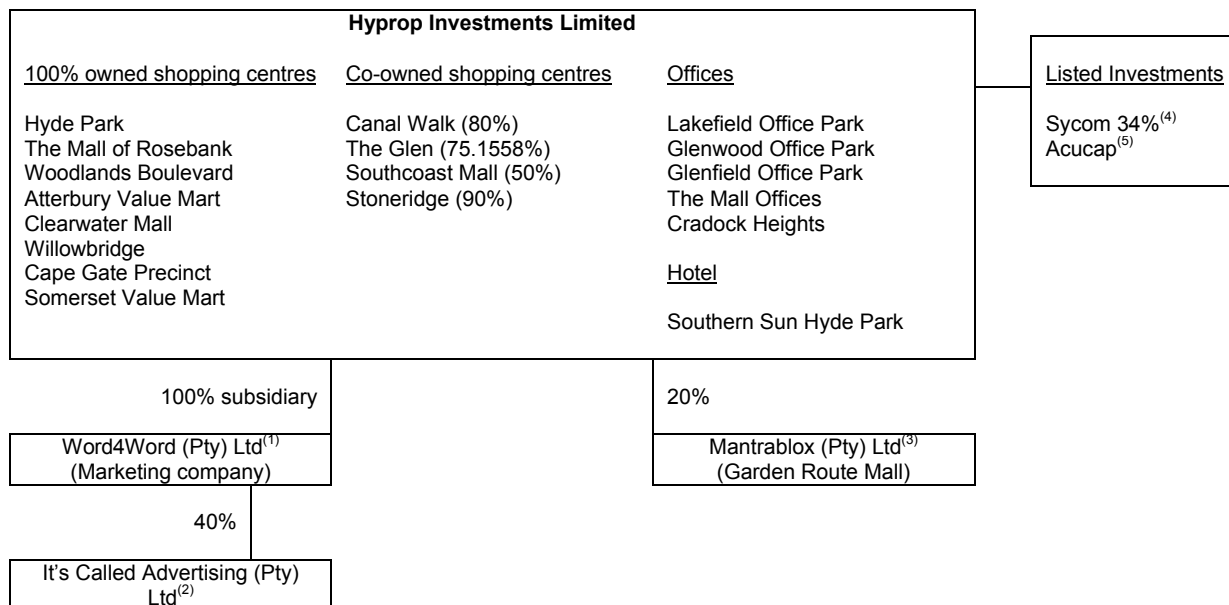 Hyprop Investments Limited
100% owned shopping centres
Hyde Park
The Mall of Rosebank
Woodlands Boulevard
Atterbury Value Mart
Clearwater Mall
Willowbridge
Cape Gate Precinct
Somerset Value Mart
Co-owned shopping centres
Canal Walk (80%)
The Glen (75.1558%)
Southcoast Mall (50%)
Stoneridge (90%)
Offices
Lakefield Office Park
Glenwood Office Park
Glenfield Office Park
The Mall Offices
Cradock Heights
Hotel
Southern Sun Hyde Park
Listed Investments
Sycom 34%(4)
Acucap(5)
100% subsidiary
20%
Word4Word (Pty) Ltd(1)
(Marketing company)
Mantrablox (Pty) Ltd(3)
(Garden Route Mall)
40%
It's Called Advertising (Pty)
Ltd(2)